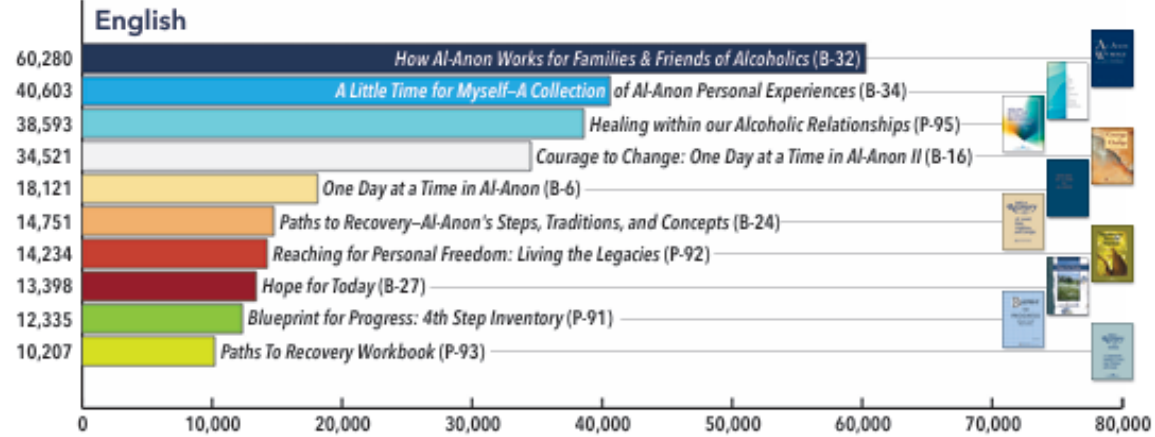 English
60,280 How Al-Anon Works for Families & Friends of Alcoholics (B-32)
40,603 A Little Time for Myself–A Collection of Al-Anon Personal Experiences (B-34)
38,593 Healing within our Alcoholic Relationships (P-95)
34,521 Courage to Change: One Day at a Time in Al-Anon II (B-16)
18,121 One Day at a Time in Al-Anon (B-6)
14,751 Paths to Recovery–Al-Anon's Steps, Traditions, and Concepts (B-24)
14,234 Reaching for Personal Freedom: Living the Legacies (P-92)
13,398 Hope for Today (B-27)
12,335 Blueprint for Progress: 4th Step Inventory (P-91)
10,207 Paths To Recovery Workbook (P-93)
0 10,000 20,000 30,000 40,000 50,000 60,000 70,000 80,000